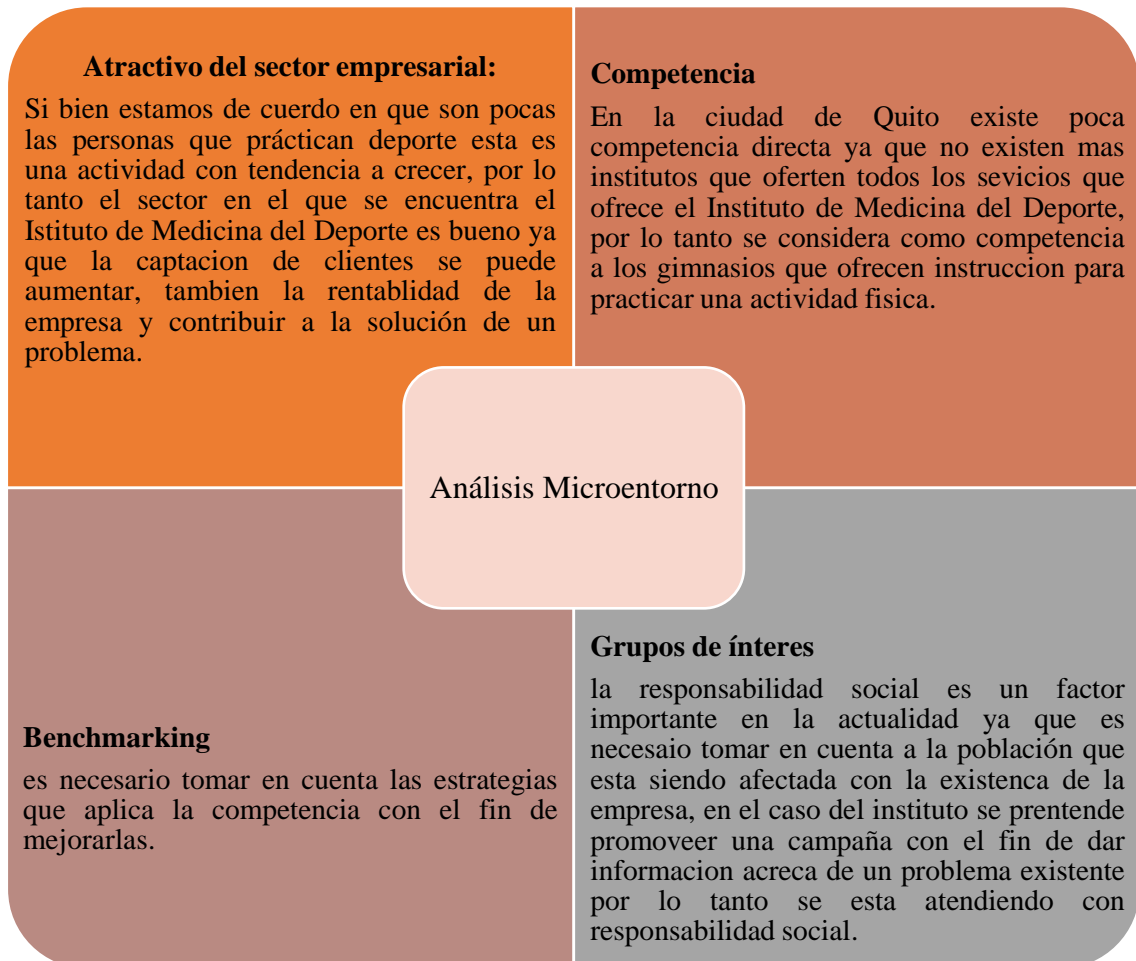 Atractivo del sector empresarial:
Si bien estamos de cuerdo en que son pocas
las personas que práctican deporte esta es
una actividad con tendencia a crecer, por lo
tanto el sector en el que se encuentra el
Istituto de Medicina del Deporte es bueno ya
que la captacion de clientes se puede
aumentar, tambien la rentablidad de la
empresa y contribuir a la solución de un
problema.
Competencia
En la ciudad de Quito existe poca
competencia directa ya que no existen mas
institutos que oferten todos los sevicios que
ofrece el Instituto de Medicina del Deporte,
por lo tanto se considera como competencia
a los gimnasios que ofrecen instruccion para
practicar una actividad fisica.
Análisis Microentorno
Benchmarking
es necesario tomar en cuenta las estrategias
que aplica la competencia con el fin de
mejorarlas.
Grupos de ínteres
la responsabilidad social es un factor
importante en la actualidad ya que es
necesaio tomar en cuenta a la población que
esta siendo afectada con la existenca de la
empresa, en el caso del instituto se prentende
promoveer una campaña con el fin de dar
informacion acreca de un problema existente
por lo tanto se esta atendiendo con
responsabilidad social.